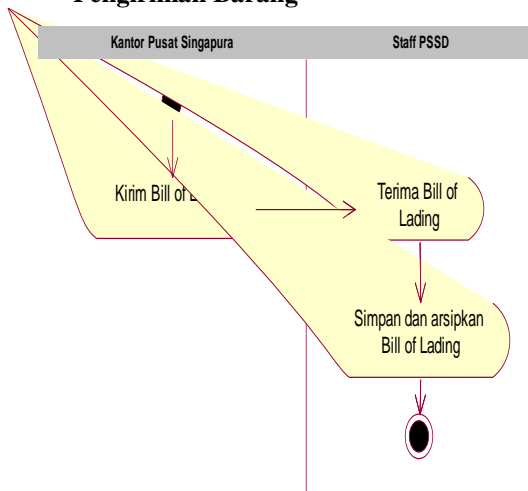 Pengiriman Barang
Kantor Pusat Singapura
Staff PSSD
Kirim Bill of
Terima Bill of
Lading
Simpan dan arsipkan
Bill of Lading